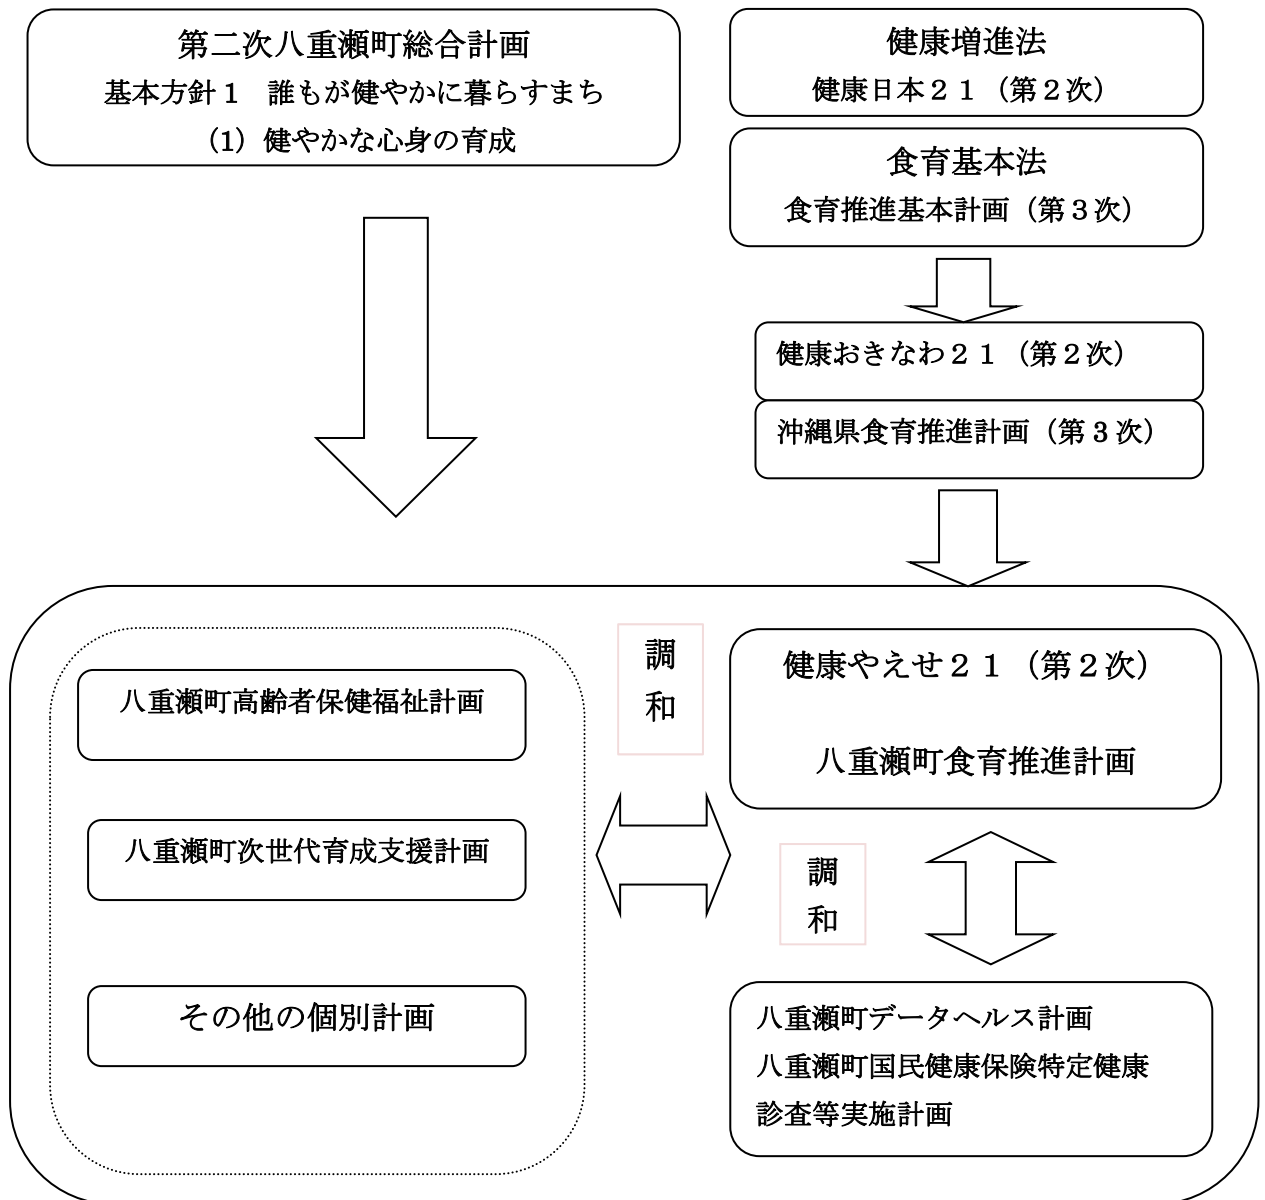 第二次八重瀬町総合計画
基本方針1　誰もが健やかに暮らすまち
（1）健やかな心身の育成
健康増進法
健康日本２１（第２次）
食育基本法
食育推進基本計画（第３次）
健康おきなわ２１（第２次）
沖縄県食育推進計画（第３次）
調
和
健康やえせ２１（第２次）
八重瀬町食育推進計画
八重瀬町高齢者保健福祉計画
八重瀬町次世代育成支援計画
その他の個別計画
調
和
八重瀬町データヘルス計画
八重瀬町国民健康保険特定健康
診査等実施計画